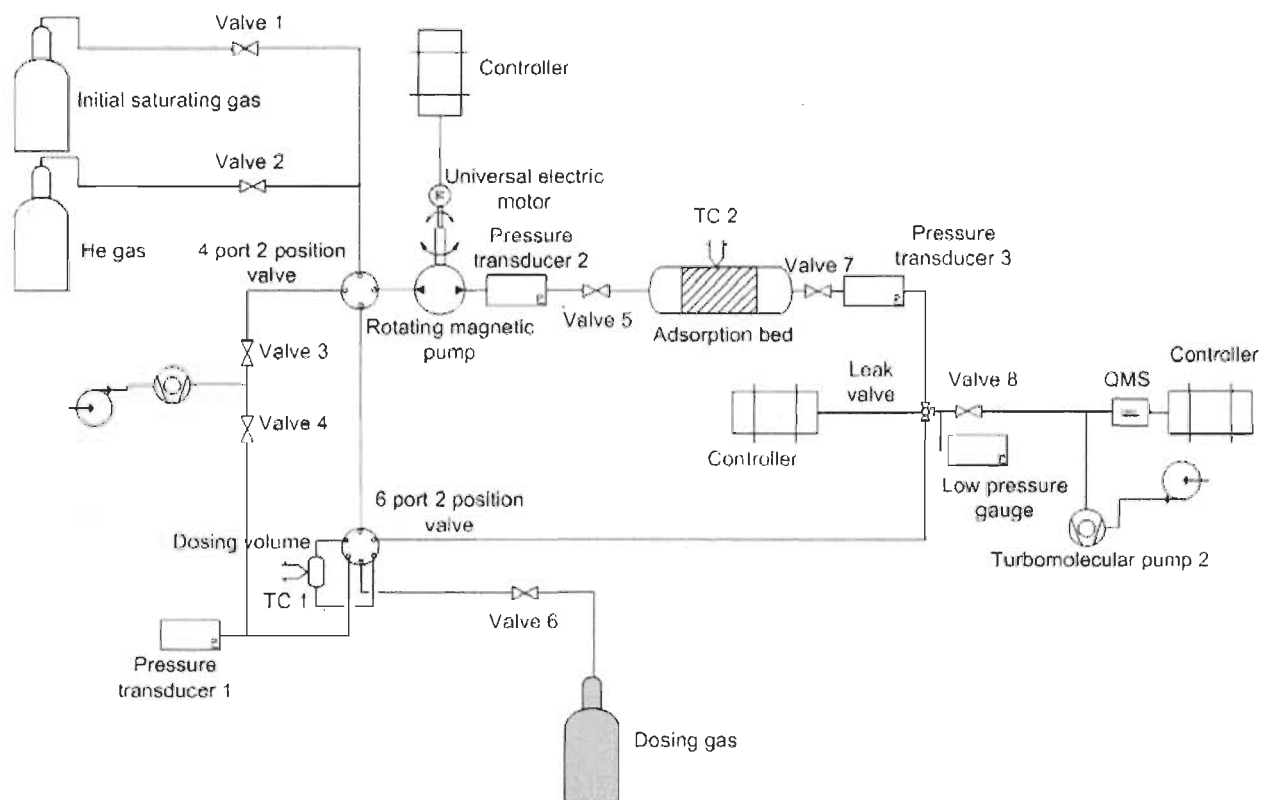 Valve 1
Controller
Initial saturating gas
Valve 2
Universal electric
motor
TC 2
He gas
4 port 2 position
valve
Pressure
transducer 2
Valve 7
Pressure
transducer 3
Rotating magnetic
pump
Valve 5
Adsorption bed
Valve 3
Leak
valve
Valve 8
QMS
Controller
Valve 4
Controller
Low pressure
gauge
6 port 2 position
valve
Dosing volume
Turbomolecular pump 2
TC 1
Valve 6
Pressure
transducer 1
Dosing gas